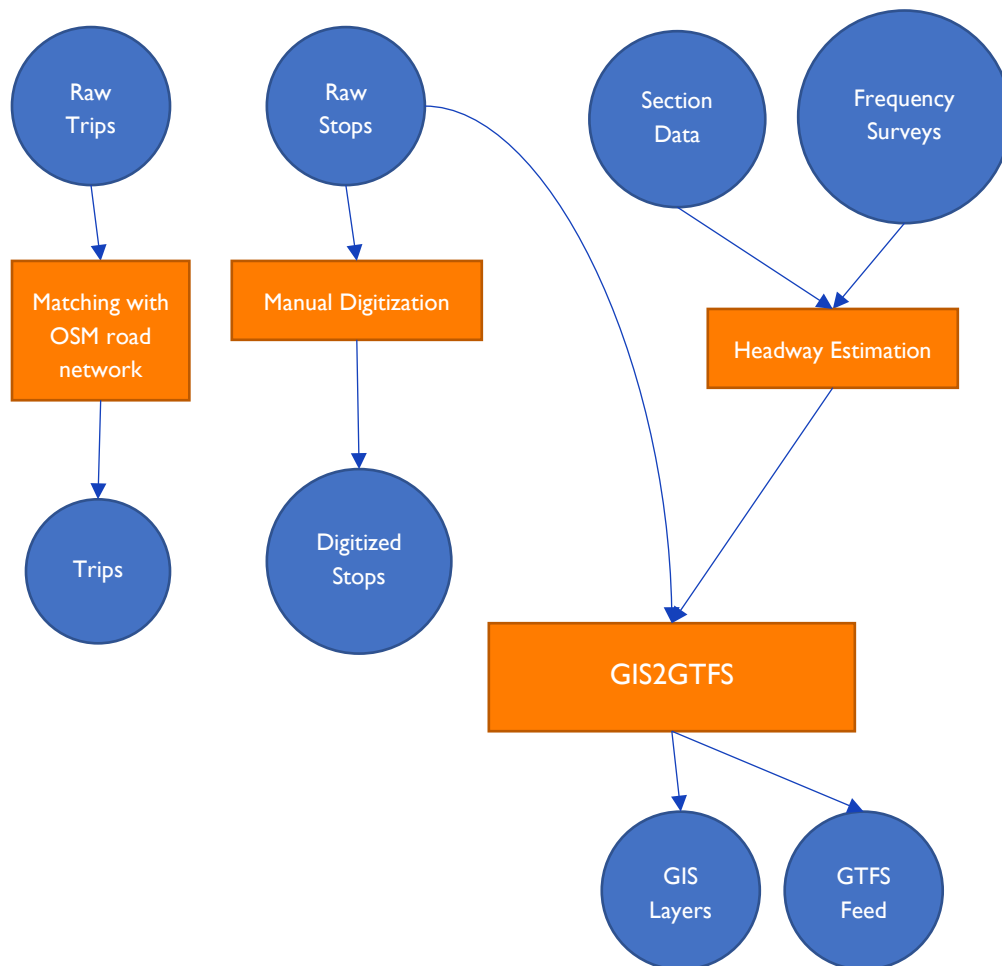 Raw
Trips
Raw
Stops
Section
Data
Frequency
Surveys
Matching with
OSM road
network
Manual Digitization
Headway Estimation
Trips
Digitized
Stops
GIS2GTFS
GIS
Layers
GTFS
Feed